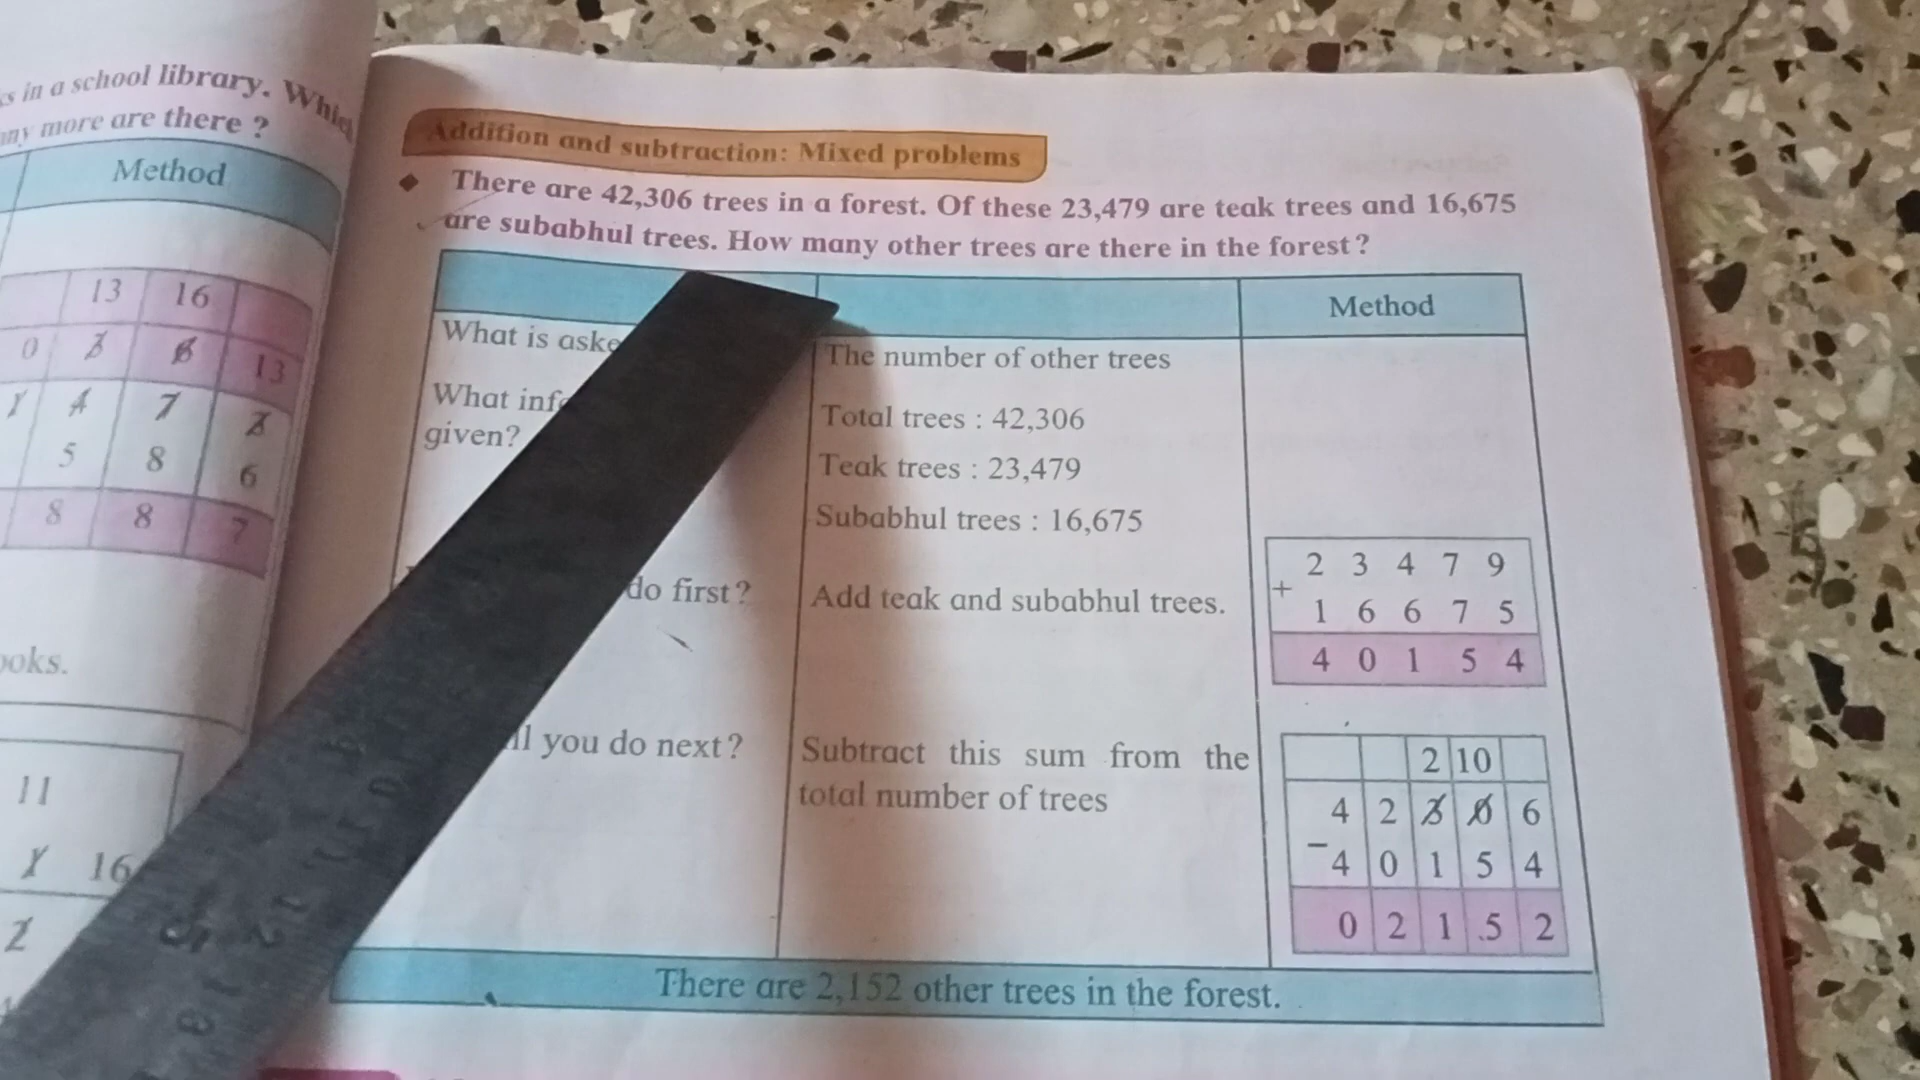 s in a school library. Which
ny more are there ?
Method
13 16
0 3 6 13
1 4 7 3
5 8 6
8 8 7
oks.
11
1 16
2
Addition and subtraction: Mixed problems
There are 42,306 trees in a forest. Of these 23,479 are teak trees and 16,675
are subabhul trees. How many other trees are there in the forest?
Method
What is aske
The number of other trees
What inf
given?
Total trees : 42,306
Teak trees : 23,479
Subabhul trees : 16,675
do first?
Add teak and subabhul trees.
2 3 4 7 9
+
1 6 6 7 5
4 0 1 5 4
ll you do next?
Subtract this sum from the
total number of trees
2 10
4 2 3 0 6
-
4 0 1 5 4
0 2 1 5 2
There are 2,152 other trees in the forest.